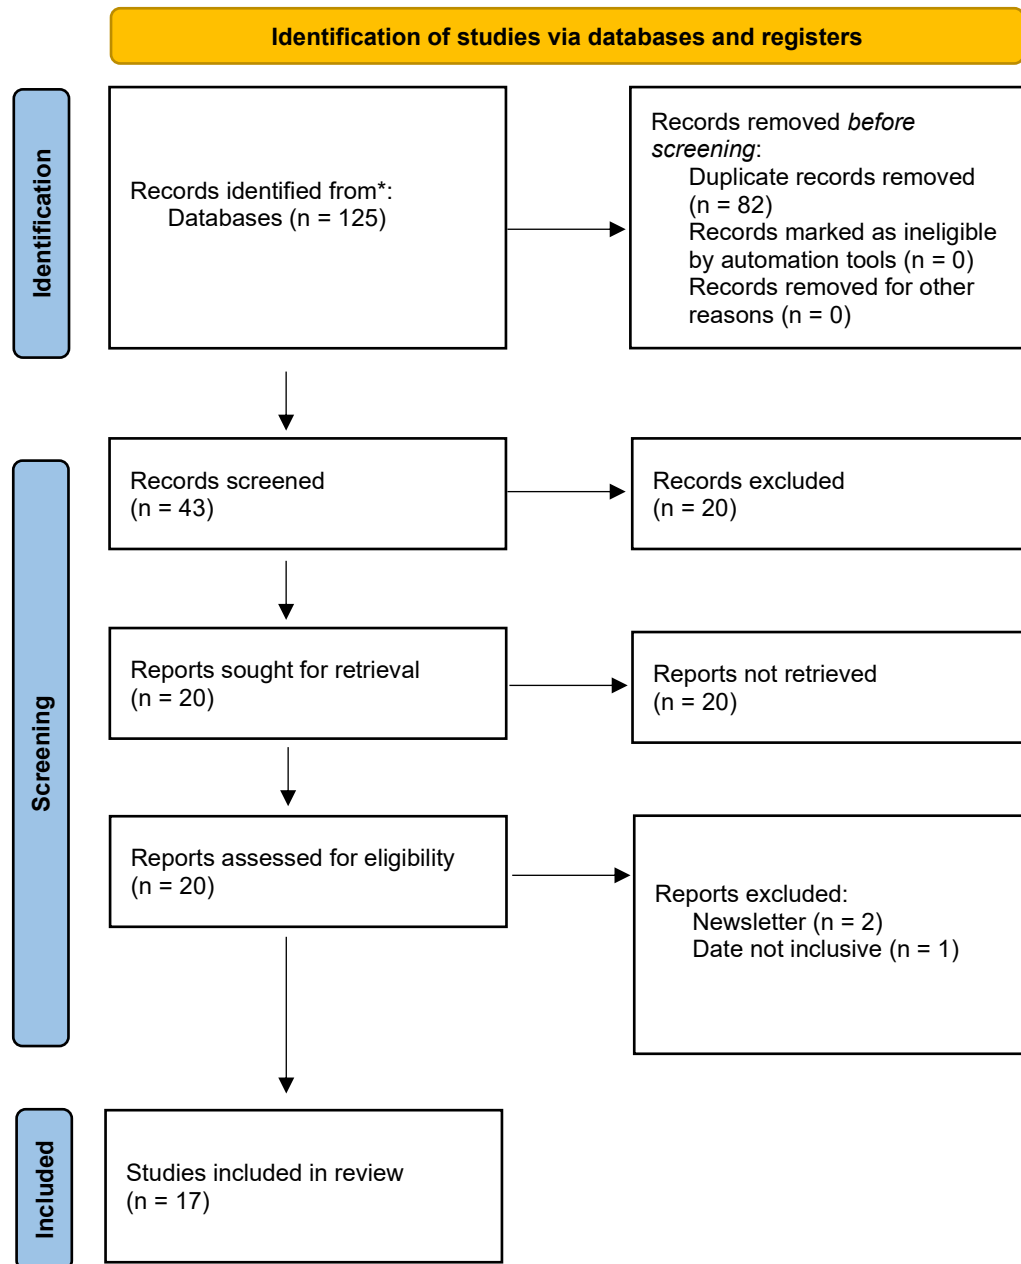 Identification of studies via databases and registers
Identification
Records identified from*:
Databases (n = 125)
Records removed before
screening:
Duplicate records removed
(n = 82)
Records marked as ineligible
by automation tools (n = 0)
Records removed for other
reasons (n = 0)
Screening
Records screened
(n = 43)
Records excluded
(n = 20)
Reports sought for retrieval
(n = 20)
Reports not retrieved
(n = 20)
Reports assessed for eligibility
(n = 20)
Reports excluded:
Newsletter (n = 2)
Date not inclusive (n = 1)
Included
Studies included in review
(n = 17)